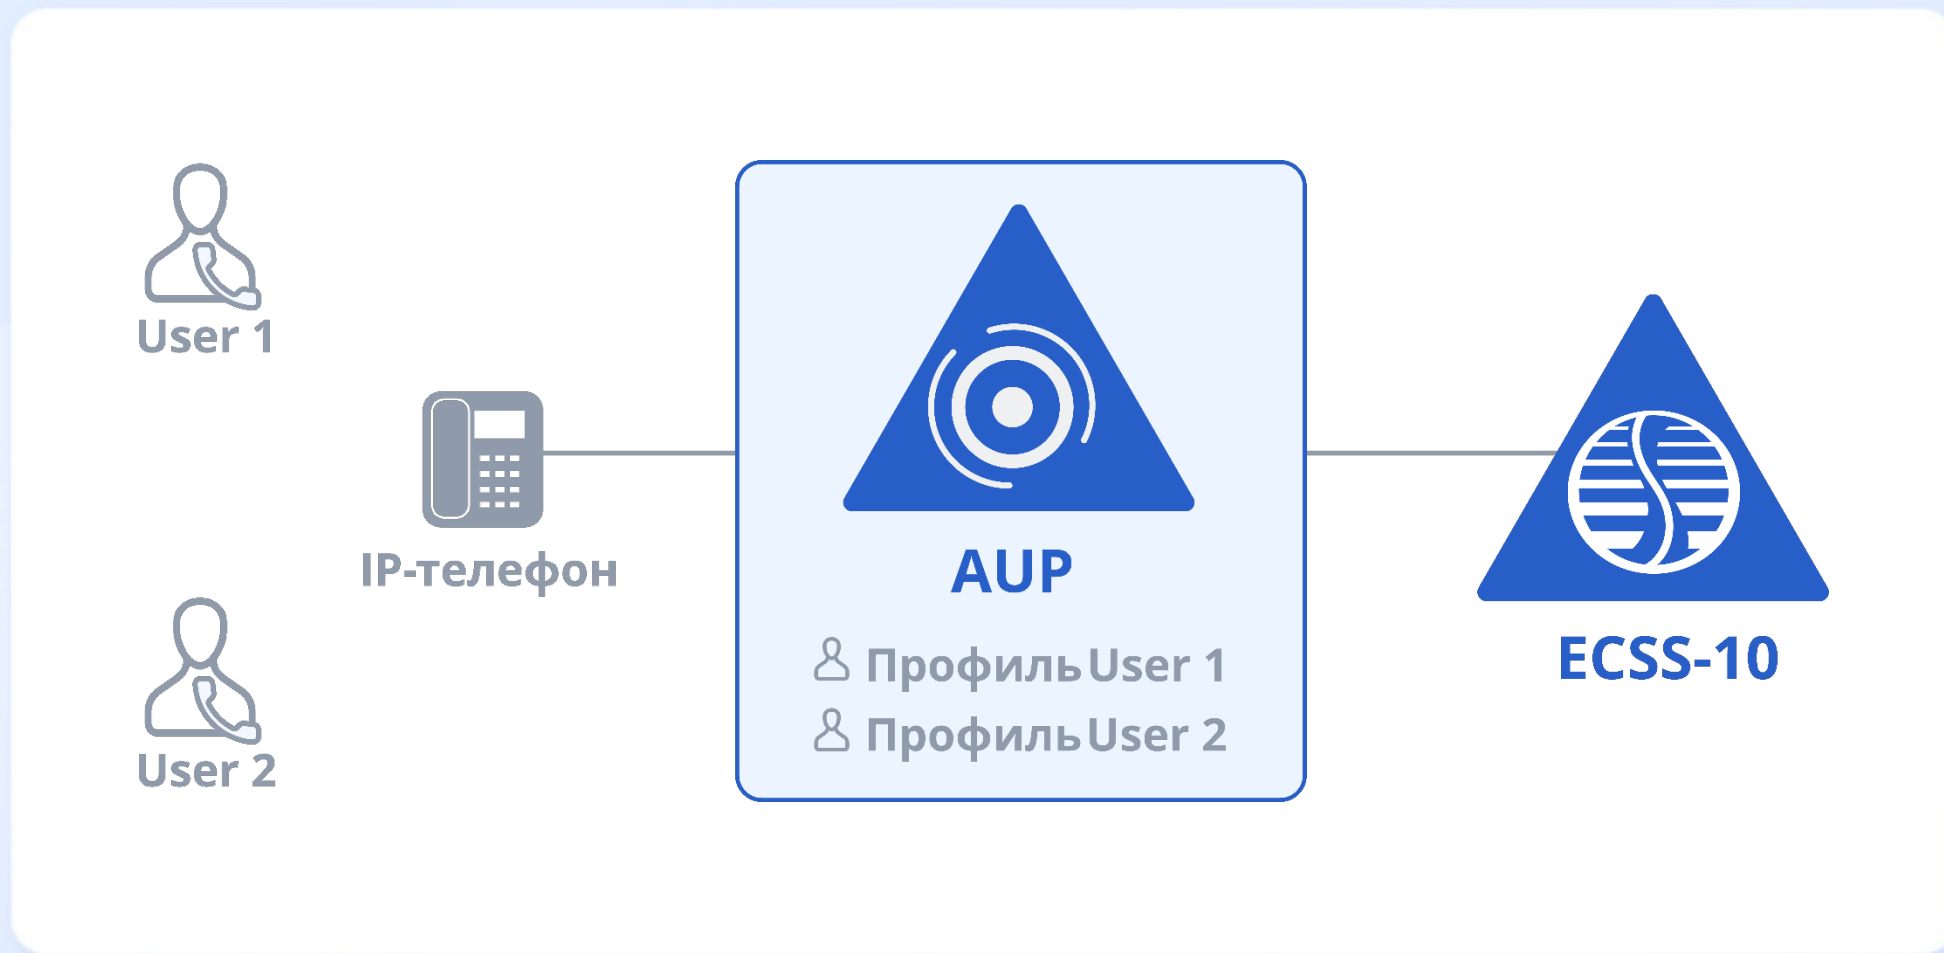 User 1
IP-телефон
User 2
AUP
Профиль User 1
Профиль User 2
ECSS-10